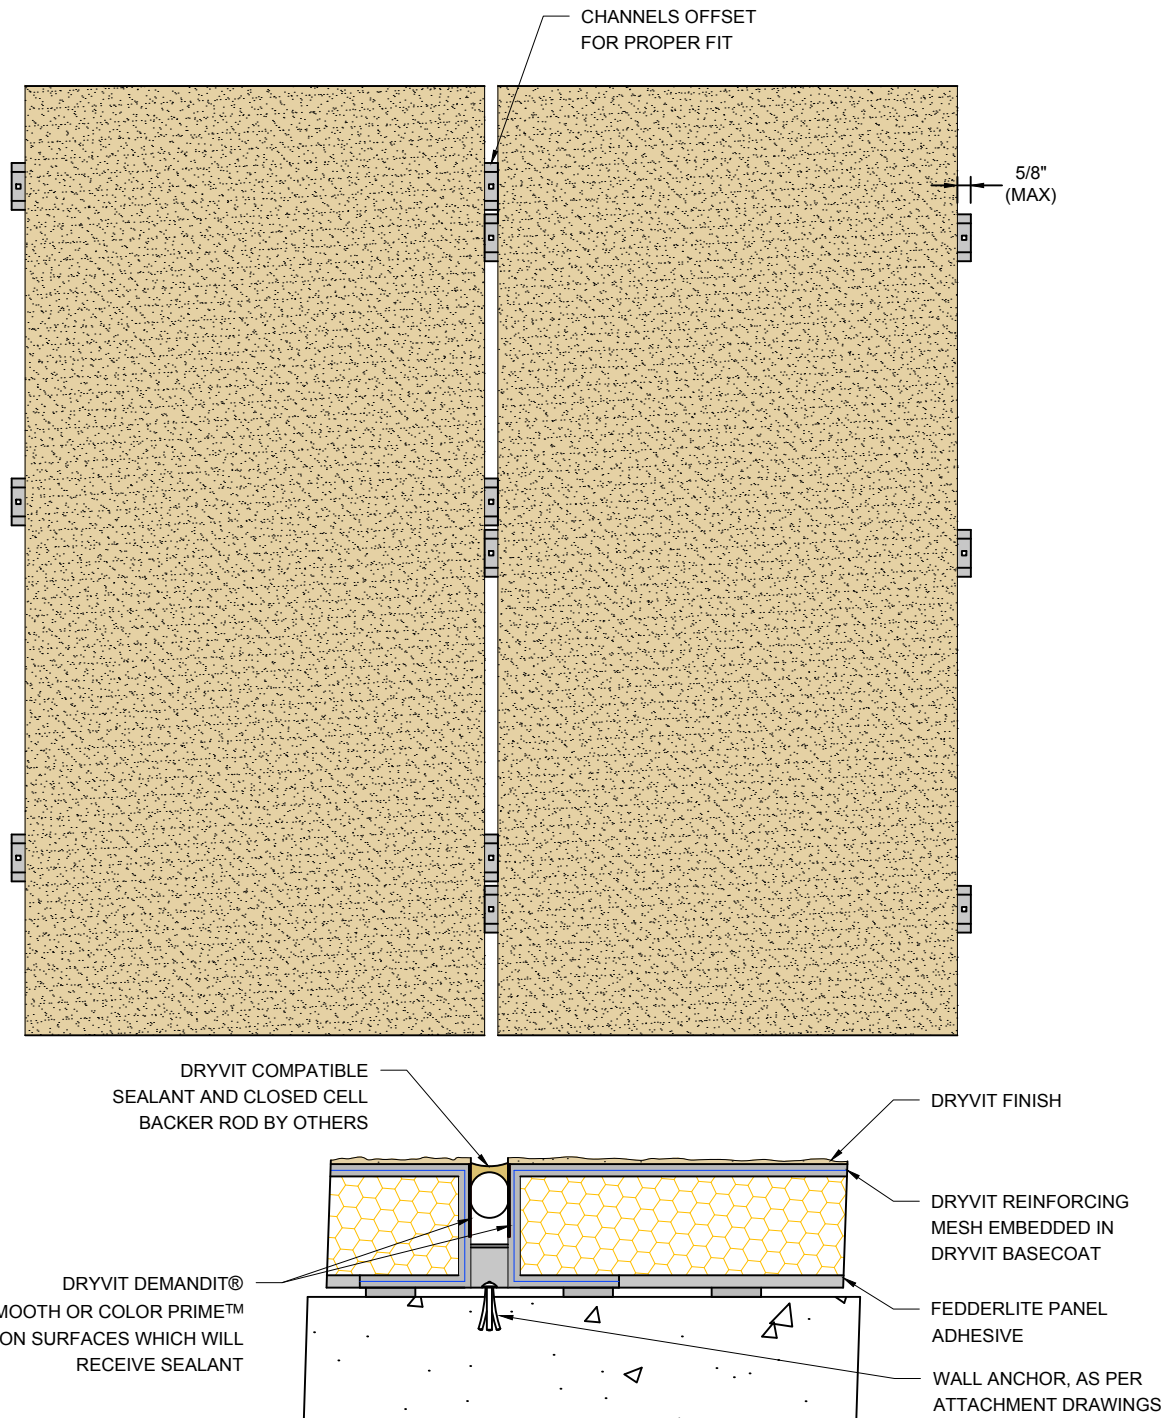 CHANNELS OFFSET
FOR PROPER FIT
5/8"
(MAX)
DRYVIT COMPATIBLE
SEALANT AND CLOSED CELL
BACKER ROD BY OTHERS
DRYVIT FINISH
DRYVIT REINFORCING
MESH EMBEDDED IN
DRYVIT BASECOAT
DRYVIT DEMANDIT®
MOOTH OR COLOR PRIME™
ON SURFACES WHICH WILL
RECEIVE SEALANT
FEDDERLITE PANEL
ADHESIVE
WALL ANCHOR, AS PER
ATTACHMENT DRAWINGS